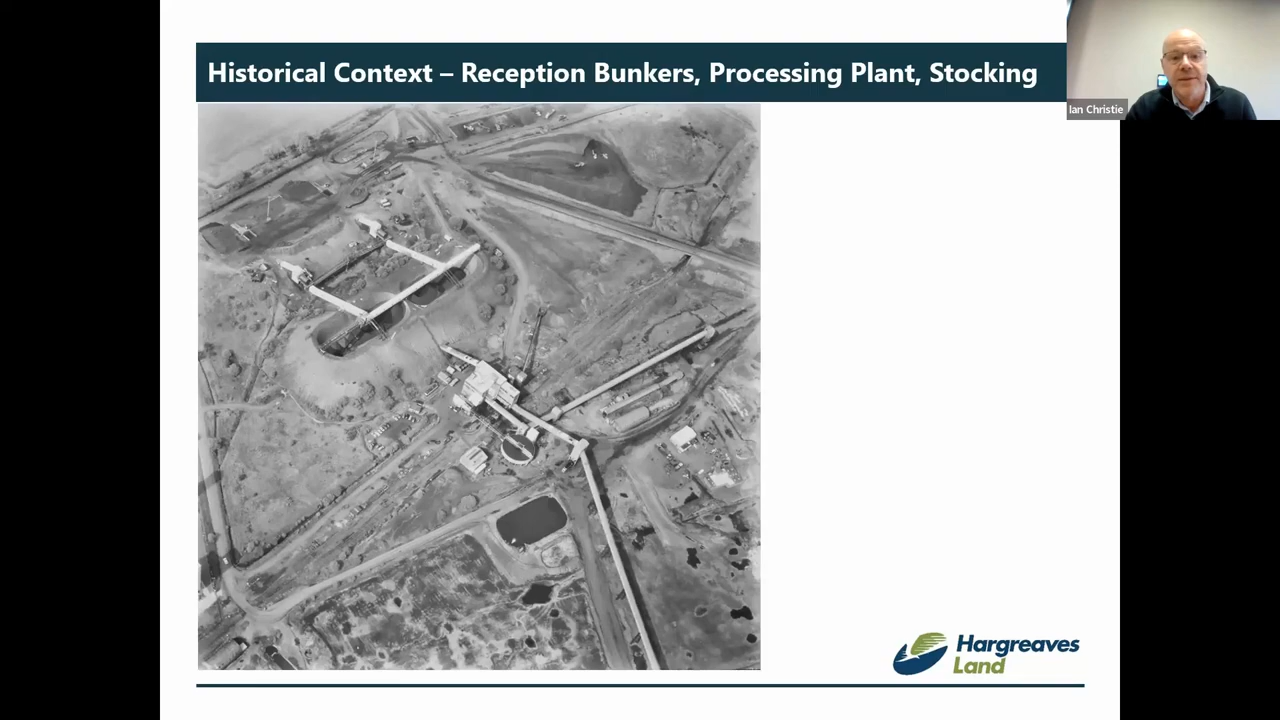 Historical Context – Reception Bunkers, Processing Plant, Stocking
Ian Christie
Hargreaves
Land